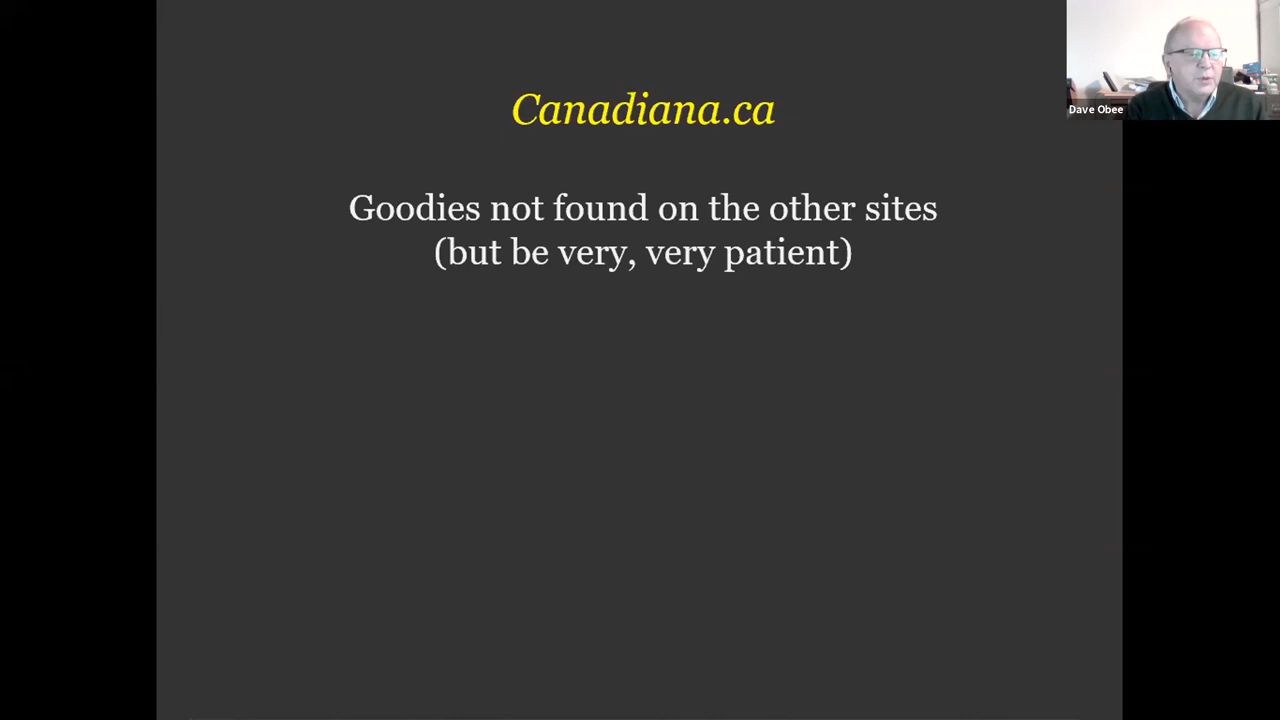 Canadiana.ca
Goodies not found on the other sites
(but be very, very patient)
Dave Obee